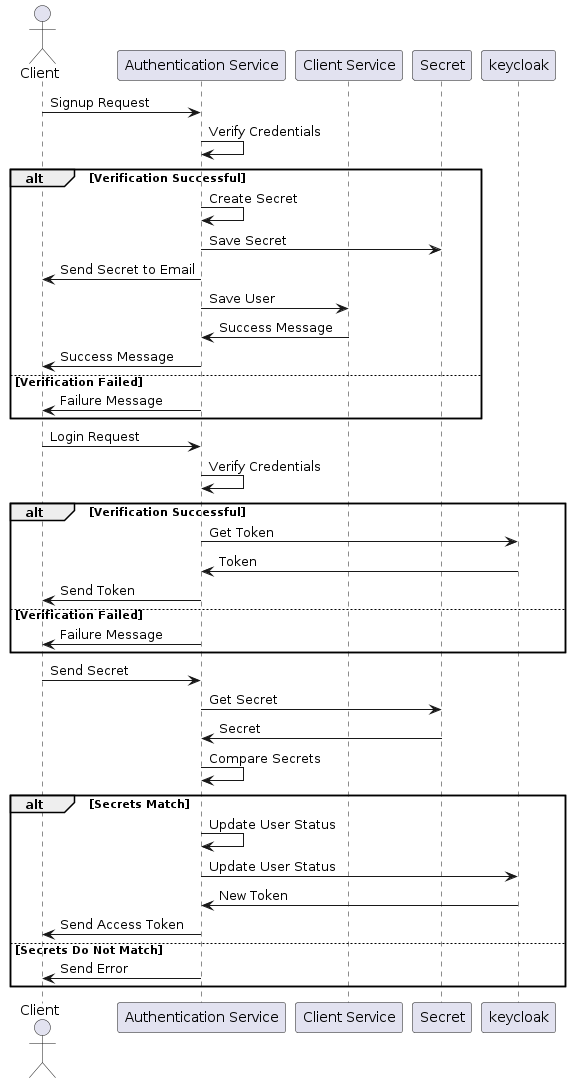 Client
Authentication Service
Client Service
Secret
keycloak
Signup Request
Verify Credentials
alt
[Verification Successful]
Create Secret
Save Secret
Send Secret to Email
Save User
Success Message
Success Message
[Verification Failed]
Failure Message
Login Request
Verify Credentials
alt
[Verification Successful]
Get Token
Token
Send Token
[Verification Failed]
Failure Message
Send Secret
Get Secret
Secret
Compare Secrets
alt
[Secrets Match]
Update User Status
Update User Status
New Token
Send Access Token
[Secrets Do Not Match]
Send Error
Client
Authentication Service
Client Service
Secret
keycloak